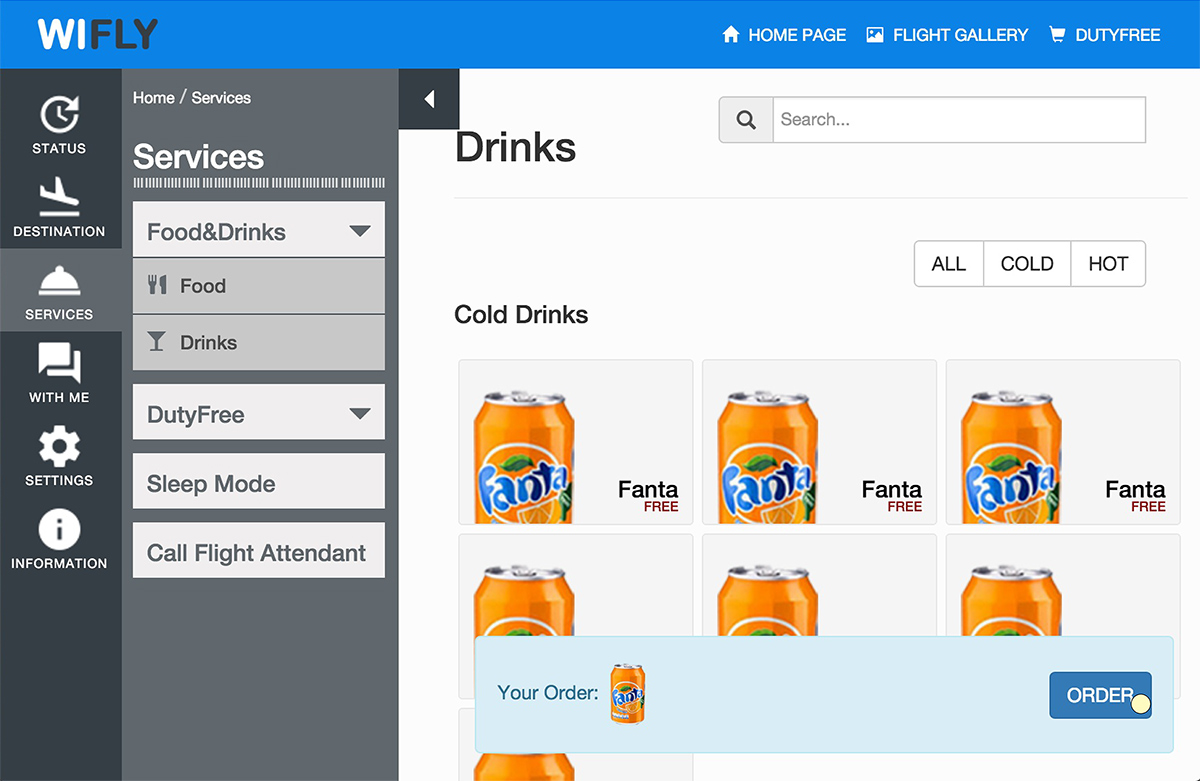 WIFLY
HOME PAGE
FLIGHT GALLERY
DUTYFREE
STATUS
DESTINATION
SERVICES
WITH ME
SETTINGS
INFORMATION
Home / Services
Services
Food&Drinks
Food
Drinks
DutyFree
Sleep Mode
Call Flight Attendant
Search...
Drinks
ALL
COLD
HOT
Cold Drinks
Fanta
Fanta
FREE
Fanta
Fanta
FREE
Fanta
Fanta
FREE
Your Order:
Fanta
ORDER